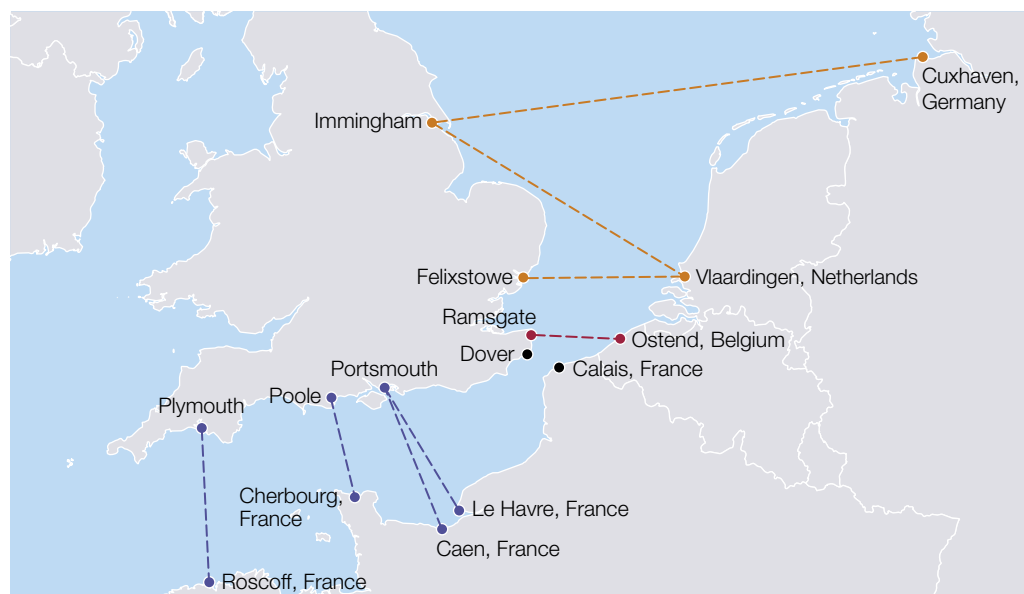 Cuxhaven,
Germany
Immingham
Felixstowe
Vlaardingen, Netherlands
Ramsgate
Ostend, Belgium
Dover
Calais, France
Portsmouth
Poole
Plymouth
Cherbourg,
France
Le Havre, France
Caen, France
Roscoff, France